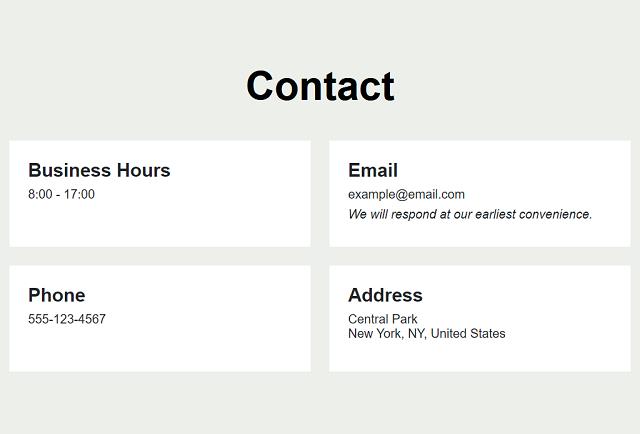 Contact
Business Hours
8:00 - 17:00
Email
example@email.com
We will respond at our earliest convenience.
Phone
555-123-4567
Address
Central Park
New York, NY, United States